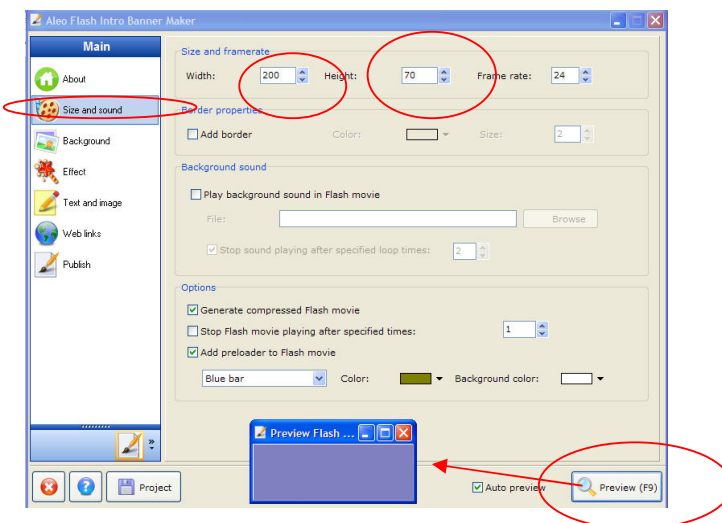 Aleo Flash Intro Banner Maker
Main
About
Size and sound
Background
Effect
Text and image
Web links
Publish
Size and framerate
Width: 200 Height: 70 Frame rate: 24
Border properties
Add border Color: Size: 2
Background sound
Play background sound in Flash movie
File: Browse
Stop sound playing after specified loop times: 2
Options
Generate compressed Flash movie
Stop Flash movie playing after specified times: 1
Add preloader to Flash movie
Blue bar Color: Background color:
Preview Flash ...
Project Auto preview Preview (F9)